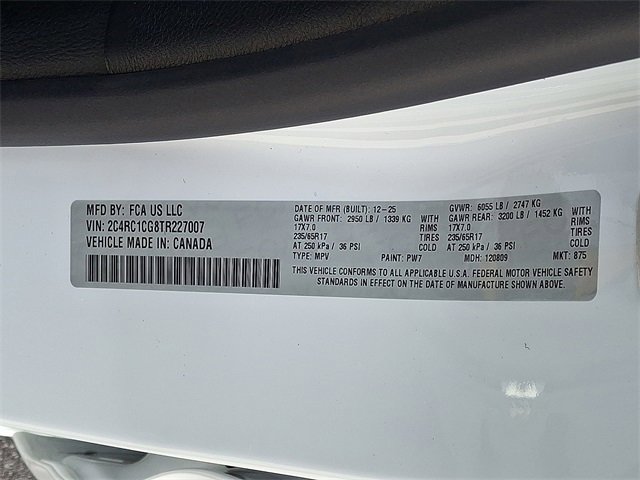 MFD BY: FCA US LLC
VIN: 2C4RC1CG8TR227007
VEHICLE MADE IN: CANADA
DATE OF MFR (BUILT): 12-25 GVWR: 6055 LB / 2747 KG
GAWR FRONT: 2950 LB / 1339 KG WITH GAWR REAR: 3200 LB / 1452 KG WITH
17X7.0 RIMS 17X7.0 RIMS
235/65R17 TIRES 235/65R17 TIRES
AT 250 kPa / 36 PSI COLD AT 250 kPa / 36 PSI COLD
TYPE: MPV PAINT: PW7 MDH: 120809 MKT: 875
THIS VEHICLE CONFORMS TO ALL APPLICABLE U.S.A. FEDERAL MOTOR VEHICLE SAFETY
STANDARDS IN EFFECT ON THE DATE OF MANUFACTURE SHOWN ABOVE.